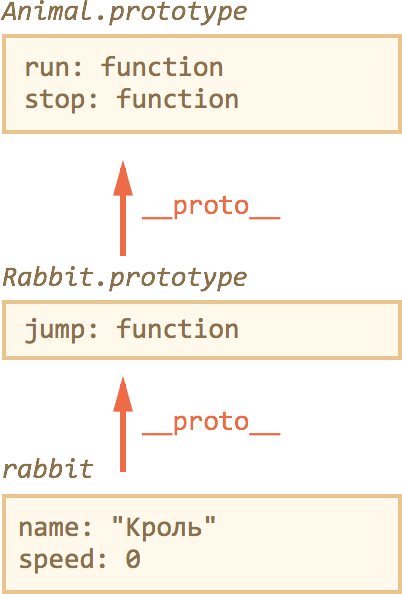 Animal.prototype
run: function
stop: function
__proto__
Rabbit.prototype
jump: function
__proto__
rabbit
name: "Кроль"
speed: 0